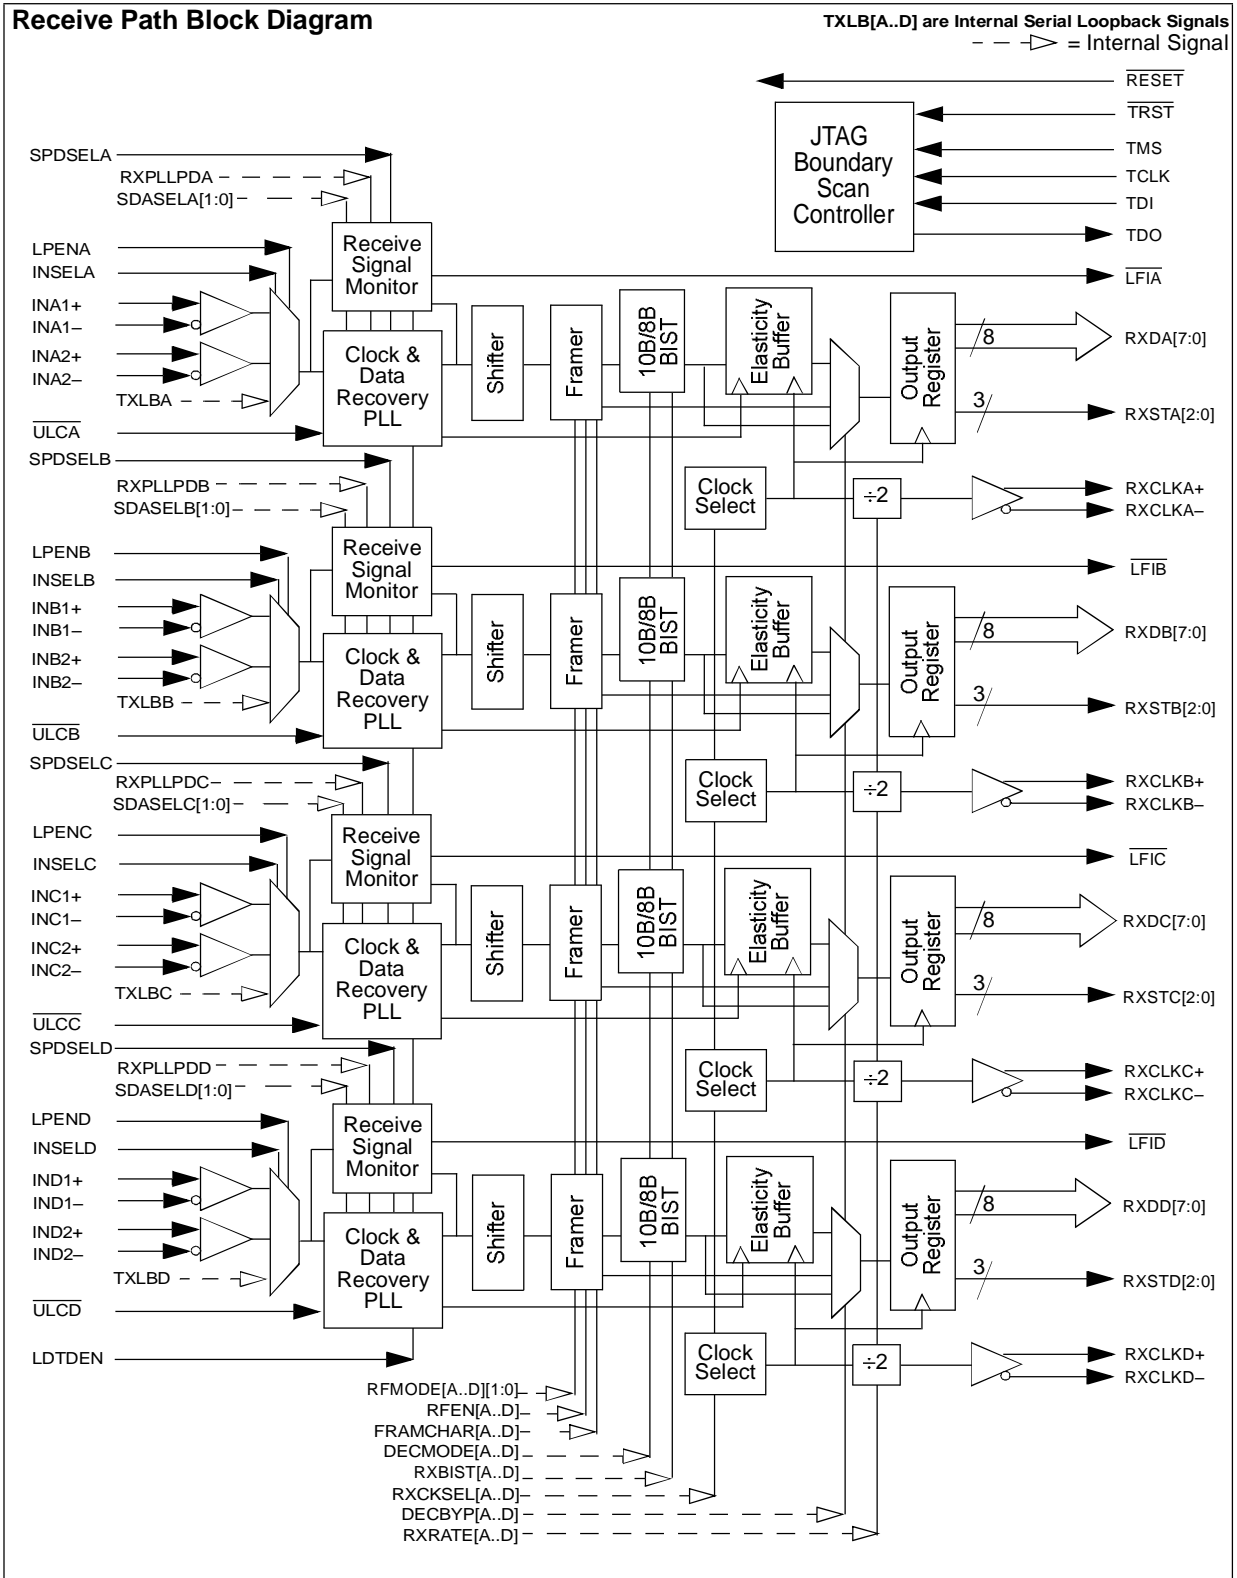 Receive Path Block Diagram
TXLB[A..D] are Internal Serial Loopback Signals
= Internal Signal
RESET
TRST
TMS
TCLK
TDI
TDO
JTAG
Boundary
Scan
Controller
SPDSELA
RXPLLPDA
SDASELA[1:0]
LPENA
INSELA
INA1+
INA1–
INA2+
INA2–
TXLBA
ULCA
Receive
Signal
Monitor
Clock &
Data
Recovery
PLL
Shifter
Framer
10B/8B
BIST
Elasticity
Buffer
Output
Register
Clock
Select
÷2
8
3
LFIA
RXDA[7:0]
RXSTA[2:0]
RXCLKA+
RXCLKA–
SPDSELB
RXPLLPDB
SDASELB[1:0]
LPENB
INSELB
INB1+
INB1–
INB2+
INB2–
TXLBB
ULCB
Receive
Signal
Monitor
Clock &
Data
Recovery
PLL
Shifter
Framer
10B/8B
BIST
Elasticity
Buffer
Output
Register
Clock
Select
÷2
8
3
LFIB
RXDB[7:0]
RXSTB[2:0]
RXCLKB+
RXCLKB–
SPDSELC
RXPLLPDC
SDASELC[1:0]
LPENC
INSELC
INC1+
INC1–
INC2+
INC2–
TXLBC
ULCC
Receive
Signal
Monitor
Clock &
Data
Recovery
PLL
Shifter
Framer
10B/8B
BIST
Elasticity
Buffer
Output
Register
Clock
Select
÷2
8
3
LFIC
RXDC[7:0]
RXSTC[2:0]
RXCLKC+
RXCLKC–
SPDSELD
RXPLLPDD
SDASELD[1:0]
LPEND
INSELD
IND1+
IND1–
IND2+
IND2–
TXLBD
ULCD
Receive
Signal
Monitor
Clock &
Data
Recovery
PLL
Shifter
Framer
10B/8B
BIST
Elasticity
Buffer
Output
Register
Clock
Select
÷2
8
3
LFID
RXDD[7:0]
RXSTD[2:0]
RXCLKD+
RXCLKD–
LDTDEN
RFMODE[A..D][1:0]
RFEN[A..D]
FRAMCHAR[A..D]
DECMODE[A..D]
RXBIST[A..D]
RXCKSEL[A..D]
DECBYP[A..D]
RXRATE[A..D]